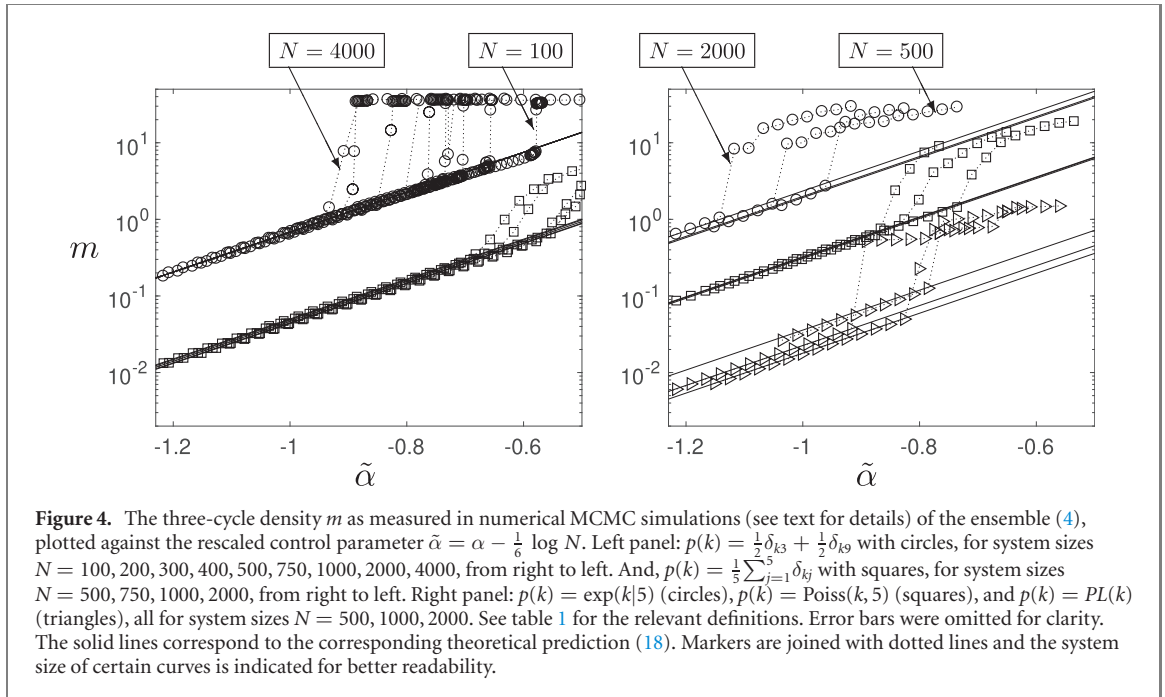 N = 4000
N = 100
N = 2000
N = 500
10^1
10^0
10^-1
10^-2
m
-1.2 -1 -0.8 -0.6
α̃
10^1
10^0
10^-1
10^-2
-1.2 -1 -0.8 -0.6
α̃
Figure 4. The three-cycle density m as measured in numerical MCMC simulations (see text for details) of the ensemble (4),
plotted against the rescaled control parameter α̃ = α − 1/6 log N. Left panel: p(k) = 1/2 δ_k3 + 1/2 δ_k9 with circles, for system sizes
N = 100, 200, 300, 400, 500, 750, 1000, 2000, 4000, from right to left. And, p(k) = 1/5 ∑_{j=1}^5 δ_kj with squares, for system sizes
N = 500, 750, 1000, 2000, from right to left. Right panel: p(k) = exp(k|5) (circles), p(k) = Poiss(k, 5) (squares), and p(k) = PL(k)
(triangles), all for system sizes N = 500, 1000, 2000. See table 1 for the relevant definitions. Error bars were omitted for clarity.
The solid lines correspond to the corresponding theoretical prediction (18). Markers are joined with dotted lines and the system
size of certain curves is indicated for better readability.